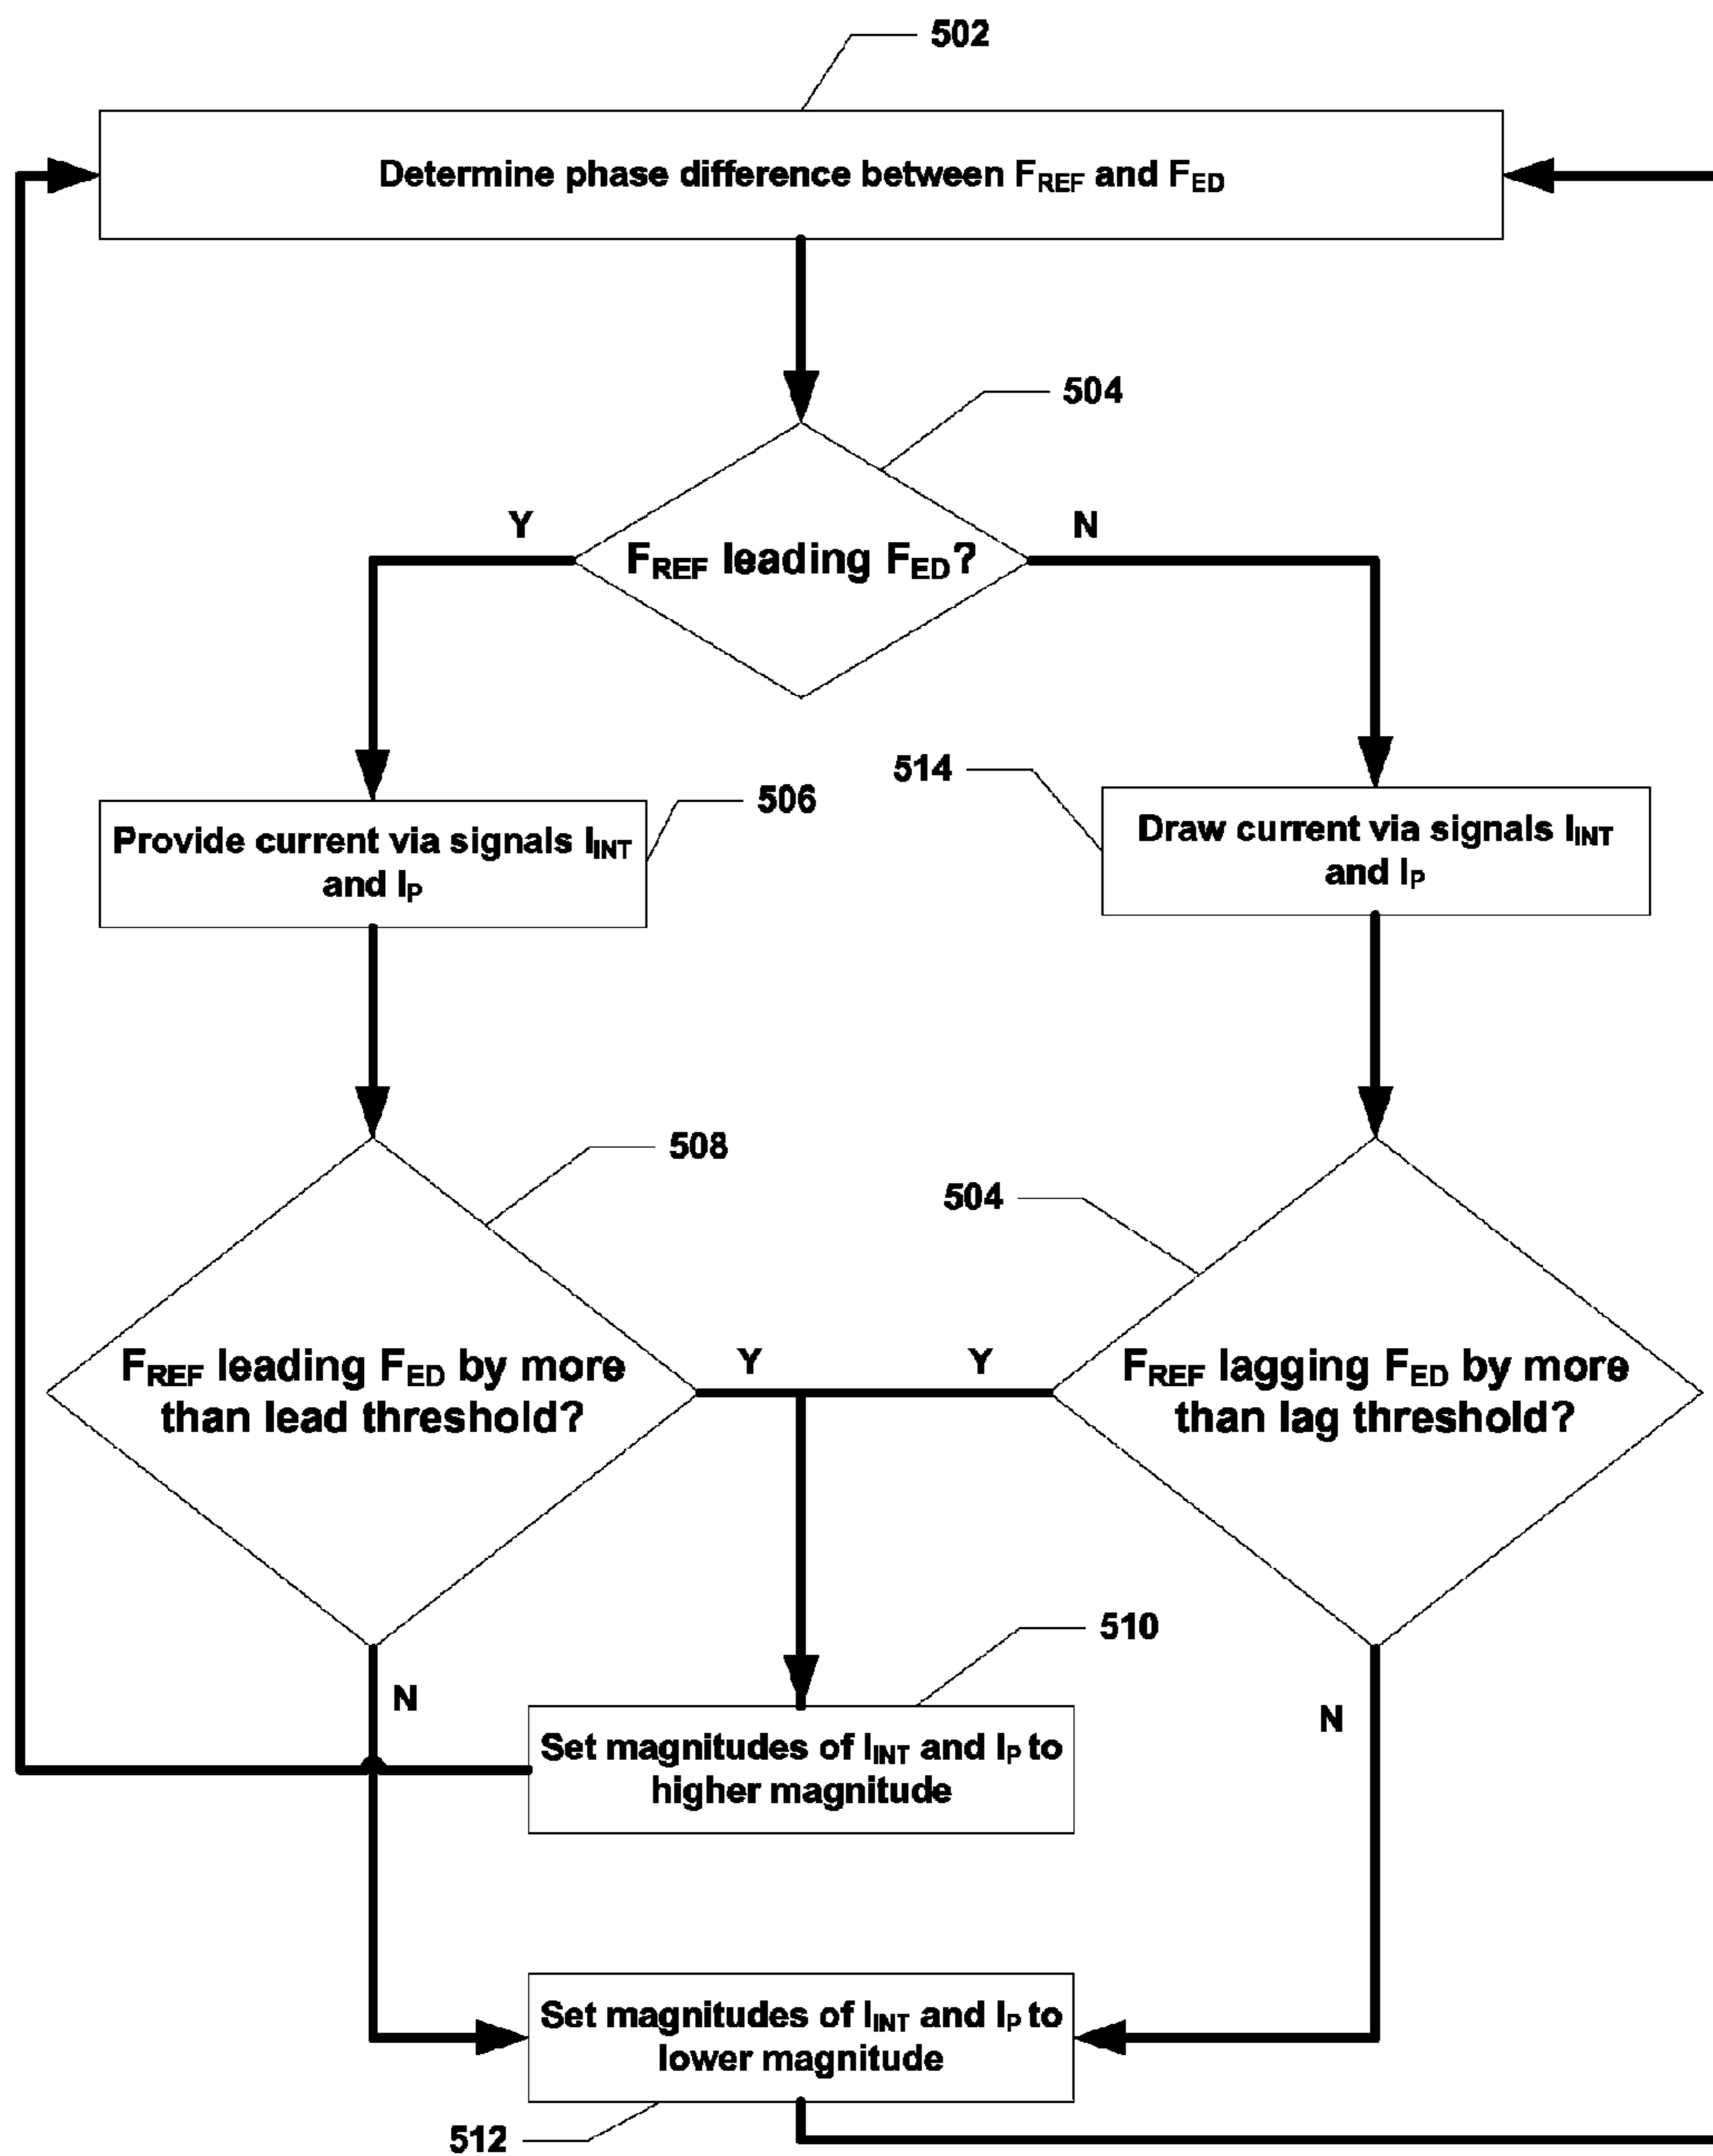 502
Determine phase difference between FREF and FED
504
Y
N
FREF leading FED?
514
506
Provide current via signals IINT
and IP
Draw current via signals IINT
and IP
508
504
FREF leading FED by more
than lead threshold?
Y
Y
FREF lagging FED by more
than lag threshold?
510
N
N
Set magnitudes of IINT and IP to
higher magnitude
Set magnitudes of IINT and IP to
lower magnitude
512